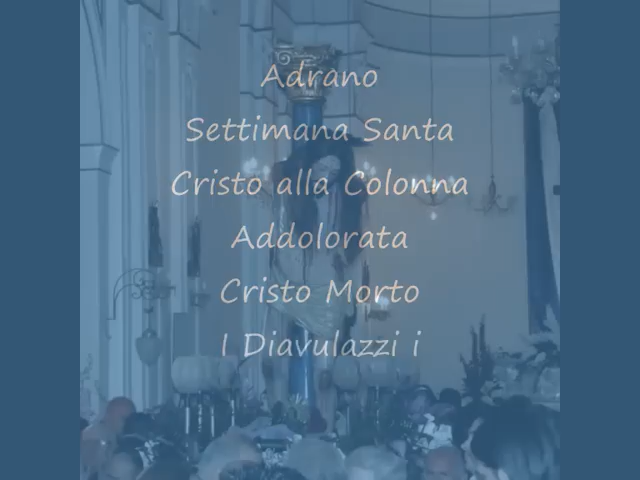 Adrano
Settimana Santa
Cristo alla Colonna
Addolorata
Cristo Morto
I Diavulazzi i